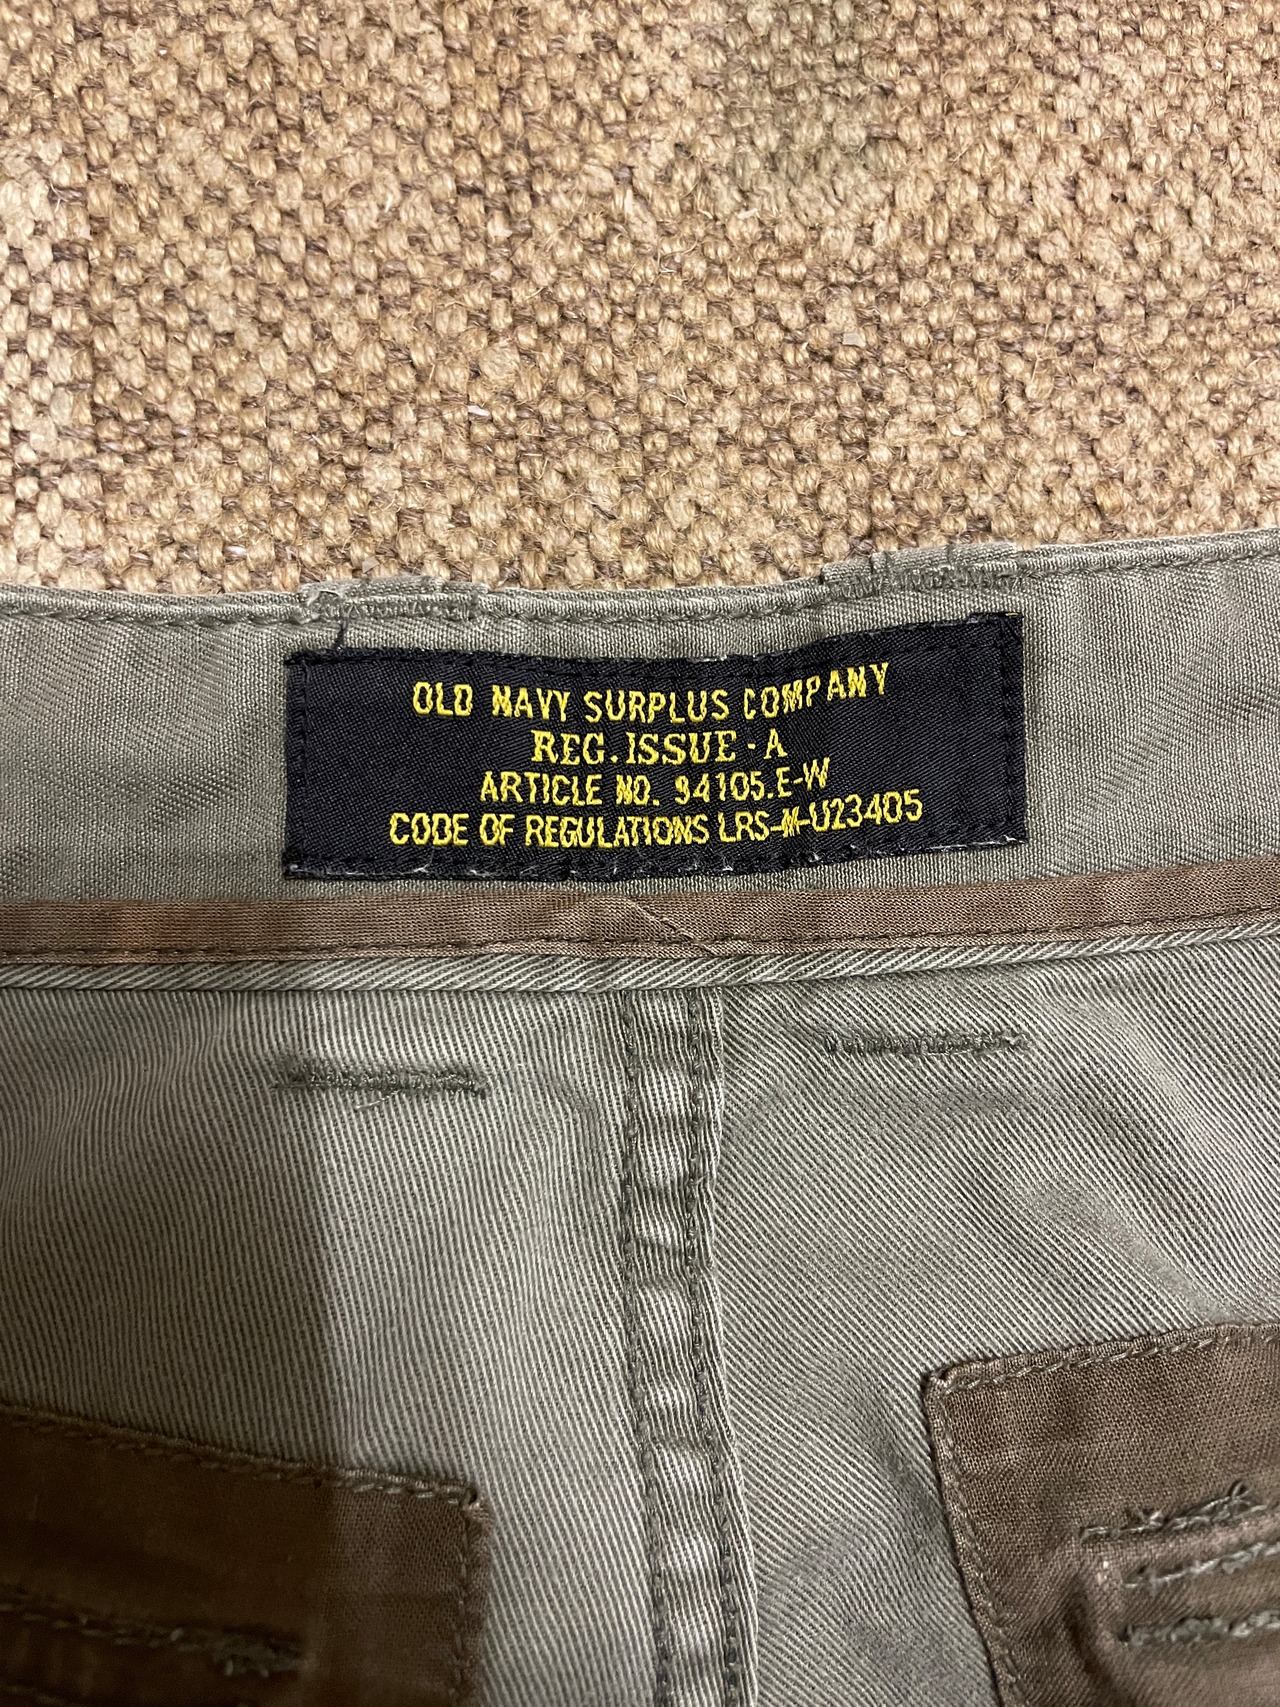 OLD NAVY SURPLUS COMPANY
REG. ISSUE - A
ARTICLE NO. 94105.E-W
CODE OF REGULATIONS LRS-M-U23405